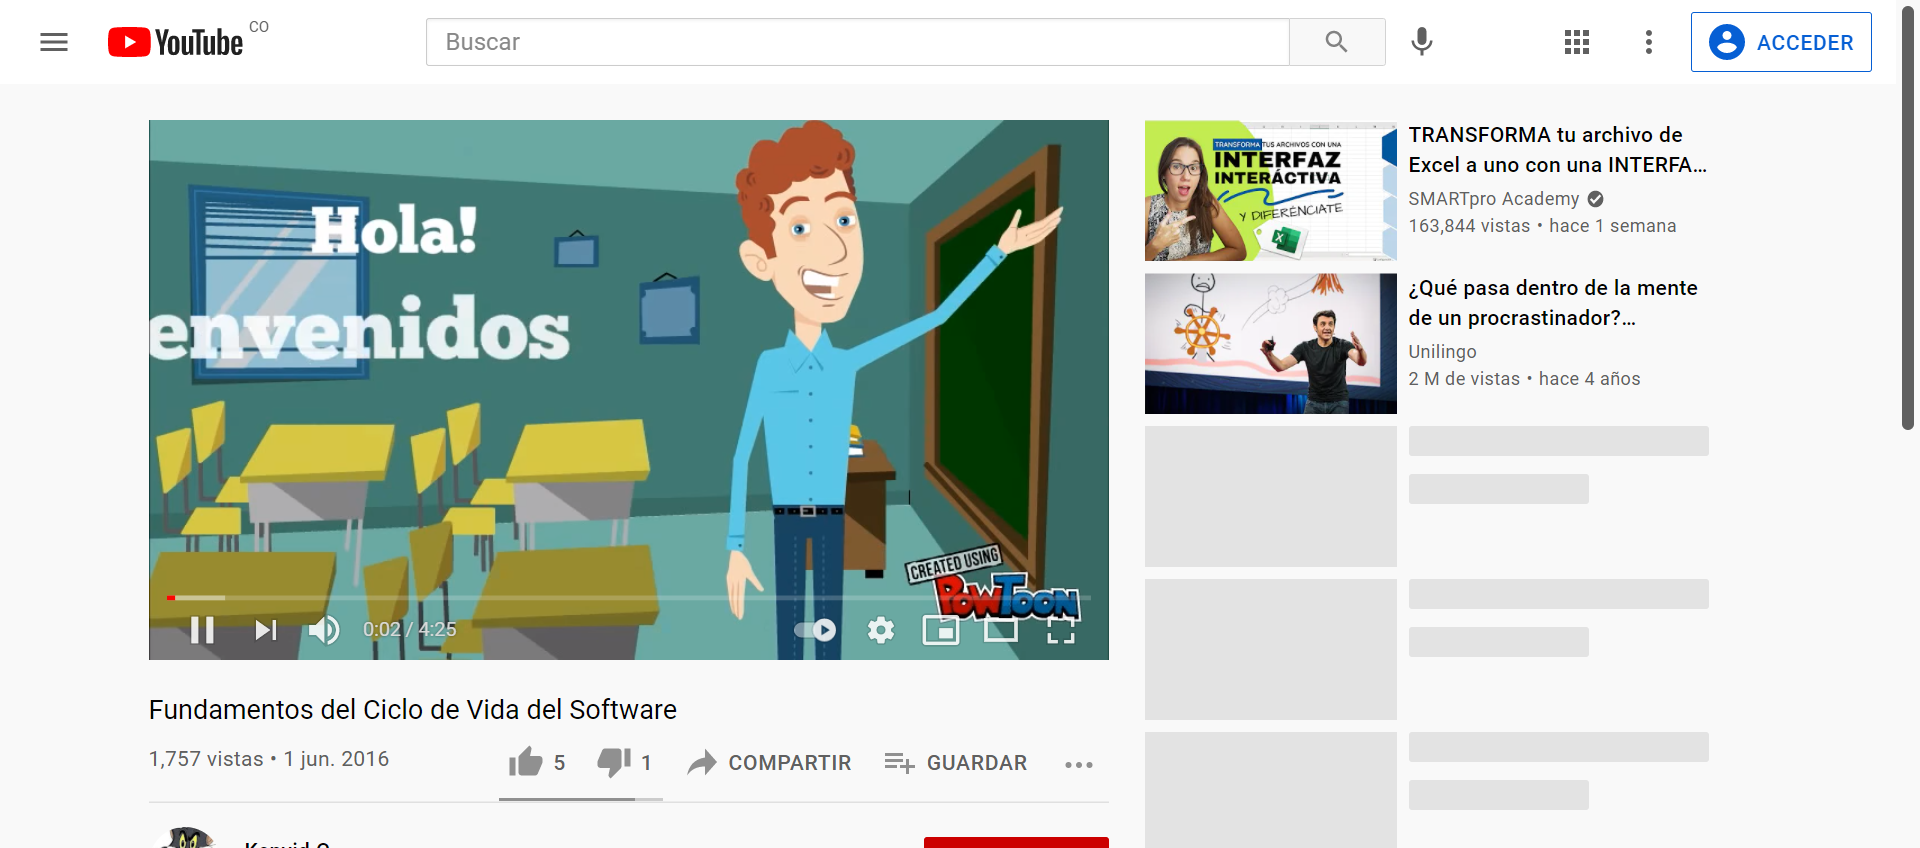 YouTube CO
Buscar
ACCEDER
Hola!
envenidos
CREATED USING
POWTOON
0:02 / 4:25
Fundamentos del Ciclo de Vida del Software
1,757 vistas • 1 jun. 2016
5
1
COMPARTIR
GUARDAR
TRANSFORMA TUS ARCHIVOS CON UNA
INTERFAZ
INTERÁCTIVA
Y DIFERÉNCIATE
TRANSFORMA tu archivo de
Excel a uno con una INTERFA...
SMARTpro Academy
163,844 vistas • hace 1 semana
¿Qué pasa dentro de la mente
de un procrastinador?...
Unilingo
2 M de vistas • hace 4 años